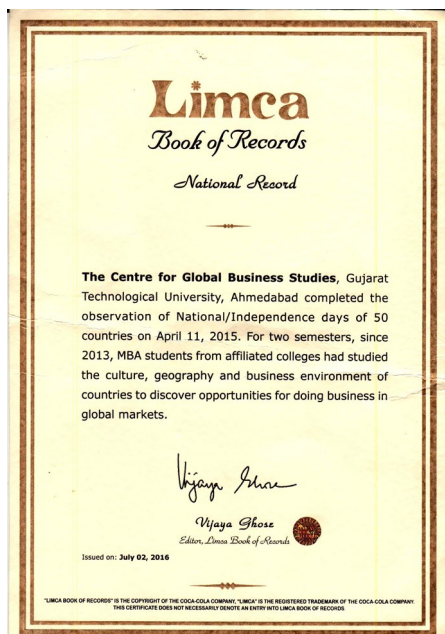 Limca
Book of Records
National Record
The Centre for Global Business Studies, Gujarat
Technological University, Ahmedabad completed the
observation of National/Independence days of 50
countries on April 11, 2015. For two semesters, since
2013, MBA students from affiliated colleges had studied
the culture, geography and business environment of
countries to discover opportunities for doing business in
global markets.
Vijaya Ghose
Vijaya Ghose
Editor, Limca Book of Records
Issued on: July 02, 2016
"LIMCA BOOK OF RECORDS" IS THE COPYRIGHT OF THE COCA-COLA COMPANY, "LIMCA" IS THE REGISTERED TRADEMARK OF THE COCA-COLA COMPANY.
THIS CERTIFICATE DOES NOT NECESSARILY DENOTE AN ENTRY INTO LIMCA BOOK OF RECORDS